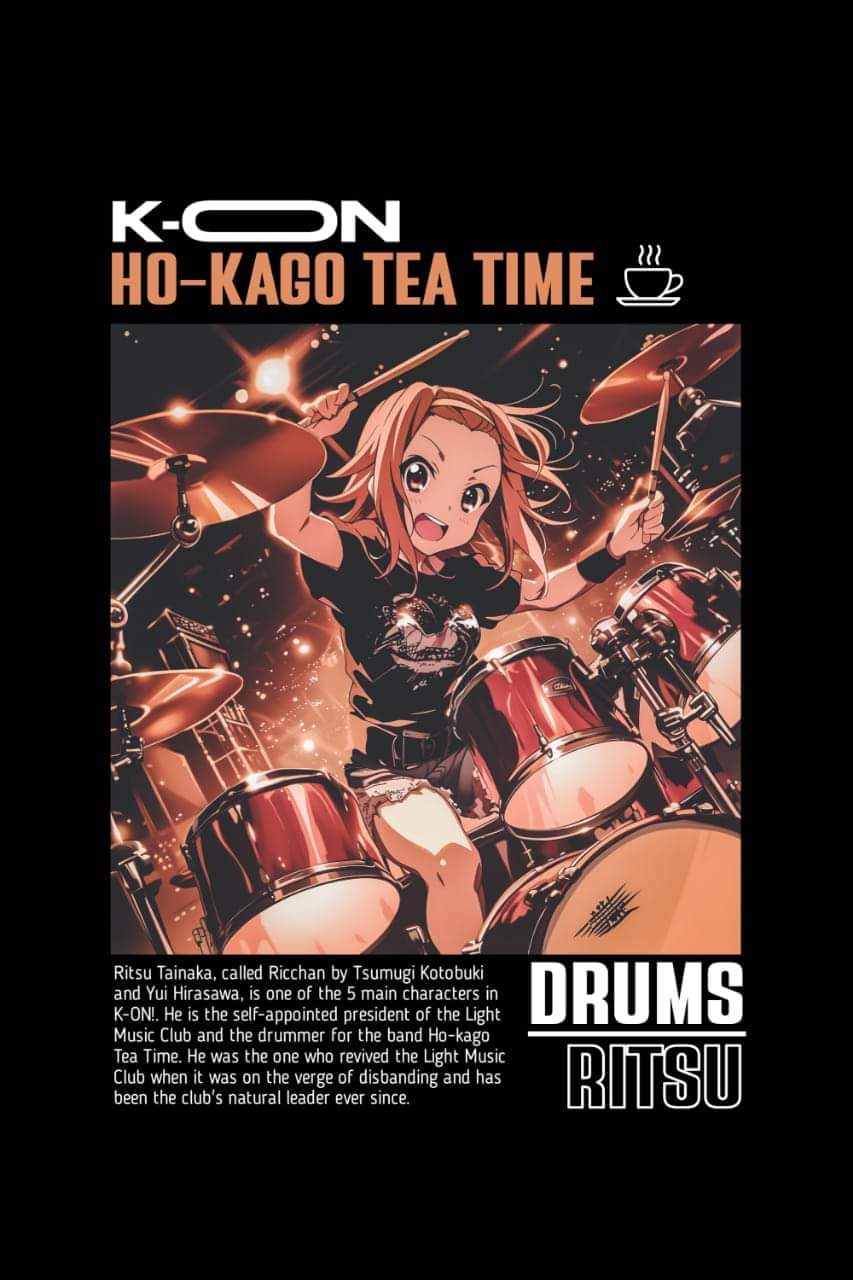 K-ON
HO-KAGO TEA TIME
Ritsu Tainaka, called Ricchan by Tsumugi Kotobuki
and Yui Hirasawa, is one of the 5 main characters in
K-ON!. He is the self-appointed president of the Light
Music Club and the drummer for the band Ho-kago
Tea Time. He was the one who revived the Light Music
Club when it was on the verge of disbanding and has
been the club's natural leader ever since.
DRUMS
RITSU